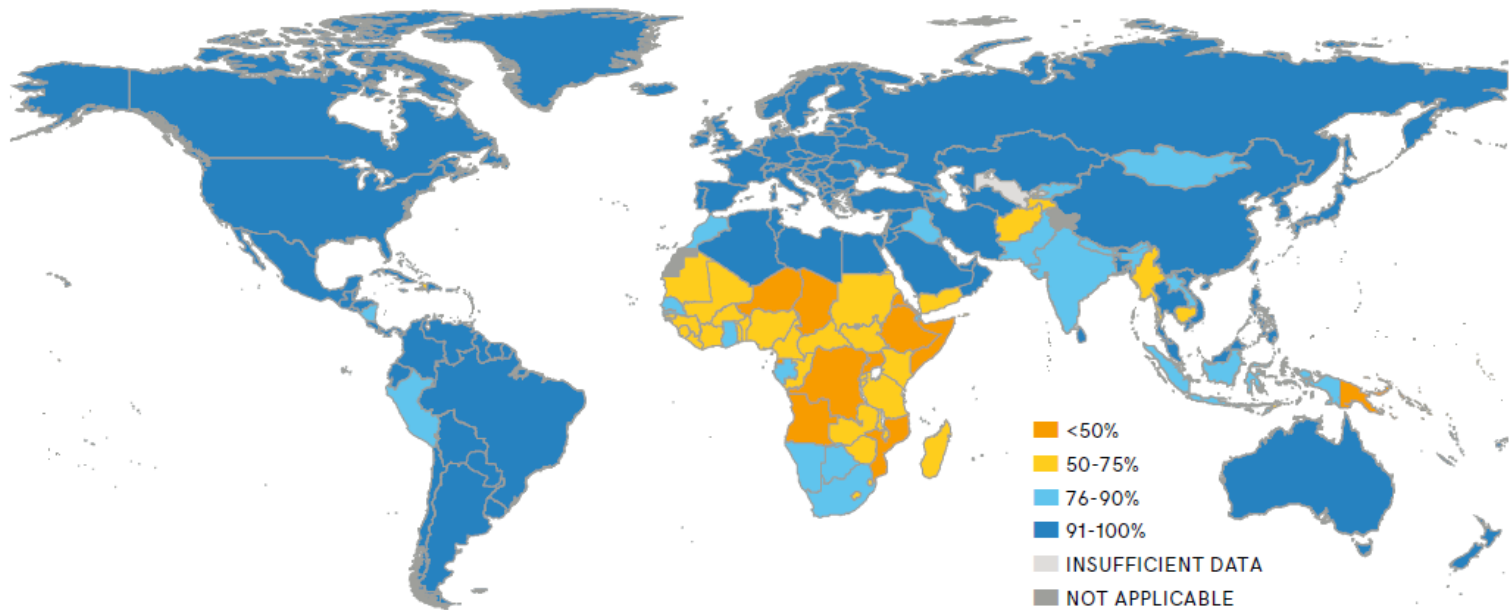 <50%
50-75%
76-90%
91-100%
INSUFFICIENT DATA
NOT APPLICABLE